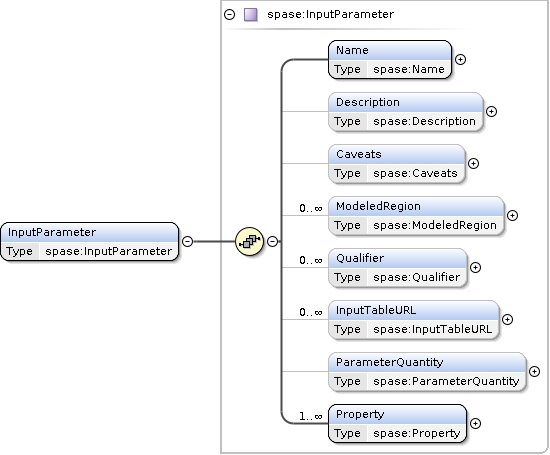 spase:InputParameter
Name
Type spase:Name
Description
Type spase:Description
Caveats
Type spase:Caveats
0..∞ ModeledRegion
Type spase:ModeledRegion
InputParameter
Type spase:InputParameter
0..∞ Qualifier
Type spase:Qualifier
0..∞ InputTableURL
Type spase:InputTableURL
ParameterQuantity
Type spase:ParameterQuantity
1..∞ Property
Type spase:Property